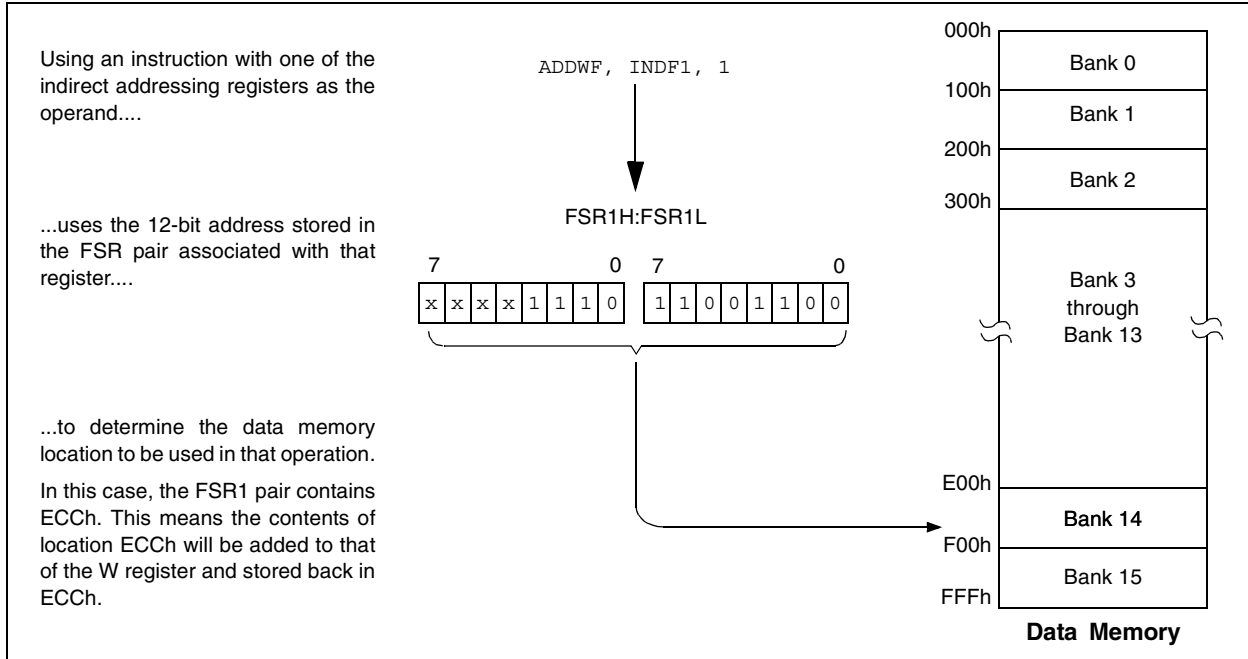 Using an instruction with one of the
indirect addressing registers as the
operand....
ADDWF, INDF1, 1
...uses the 12-bit address stored in
the FSR pair associated with that
register....
FSR1H:FSR1L
7 0 7 0
x x x x 1 1 1 0 1 1 0 0 1 1 0 0
...to determine the data memory
location to be used in that operation.
In this case, the FSR1 pair contains
ECCh. This means the contents of
location ECCh will be added to that
of the W register and stored back in
ECCh.
000h
Bank 0
100h
Bank 1
200h
Bank 2
300h
Bank 3
through
Bank 13
E00h
Bank 14
F00h
Bank 15
FFFh
Data Memory